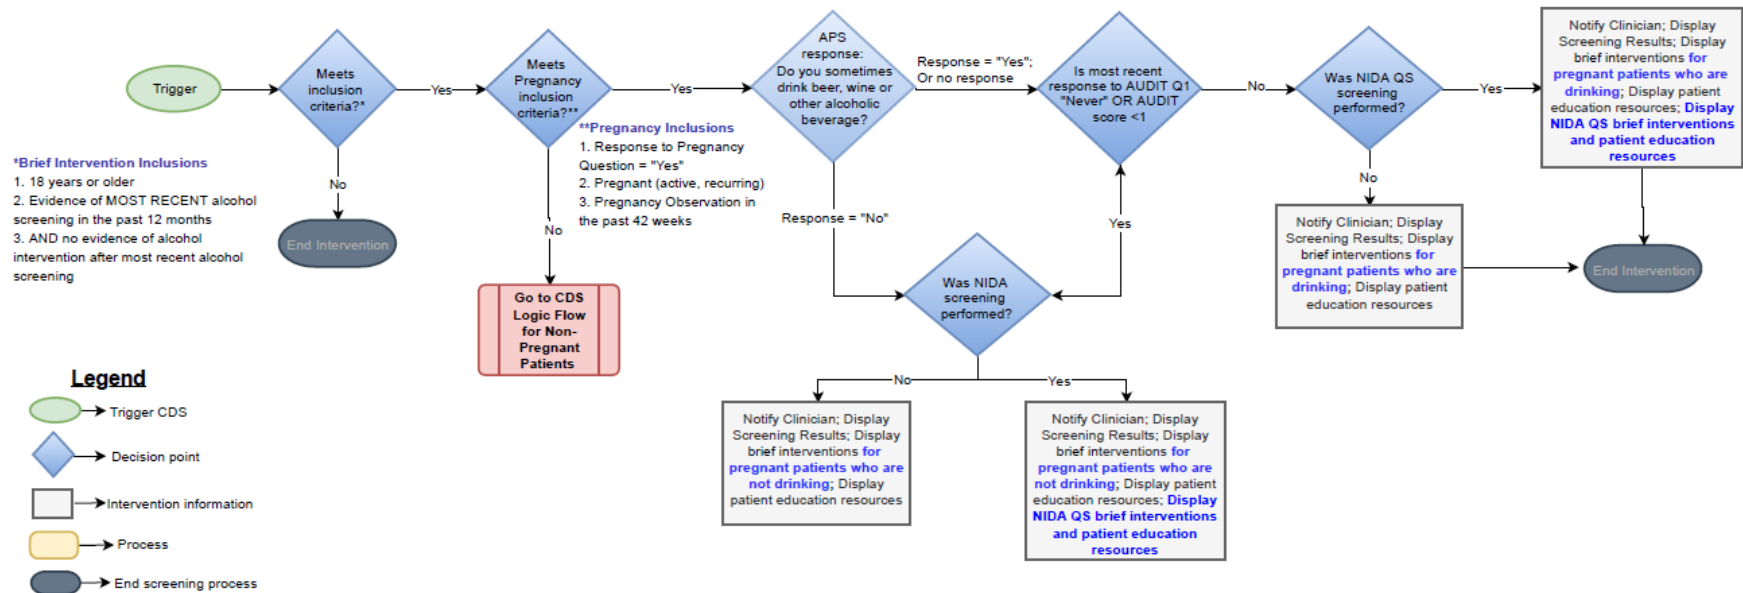 Trigger
Meets
inclusion
criteria?*
Yes
No
End Intervention
*Brief Intervention Inclusions
1. 18 years or older
2. Evidence of MOST RECENT alcohol
screening in the past 12 months
3. AND no evidence of alcohol
intervention after most recent alcohol
screening
Meets
Pregnancy
inclusion
criteria?**
Yes
No
**Pregnancy Inclusions
1. Response to Pregnancy
Question = "Yes"
2. Pregnant (active, recurring)
3. Pregnancy Observation in
the past 42 weeks
Go to CDS
Logic Flow
for Non-
Pregnant
Patients
APS
response:
Do you sometimes
drink beer, wine or
other alcoholic
beverage?
Response = "Yes";
Or no response
Response = "No"
Is most recent
response to AUDIT Q1
"Never" OR AUDIT
score <1
No
Yes
Was NIDA
screening
performed?
No
Yes
Notify Clinician; Display
Screening Results; Display
brief interventions for
pregnant patients who are
not drinking; Display
patient education resources
Notify Clinician; Display
Screening Results; Display
brief interventions for
pregnant patients who are
not drinking; Display patient
education resources; Display
NIDA QS brief interventions
and patient education
resources
Was NIDA QS
screening
performed?
Yes
No
Notify Clinician; Display
Screening Results; Display
brief interventions for
pregnant patients who are
drinking; Display patient
education resources
Notify Clinician; Display
Screening Results; Display
brief interventions for
pregnant patients who are
drinking; Display patient
education resources; Display
NIDA QS brief interventions
and patient education
resources
End Intervention
Legend
Trigger CDS
Decision point
Intervention information
Process
End screening process